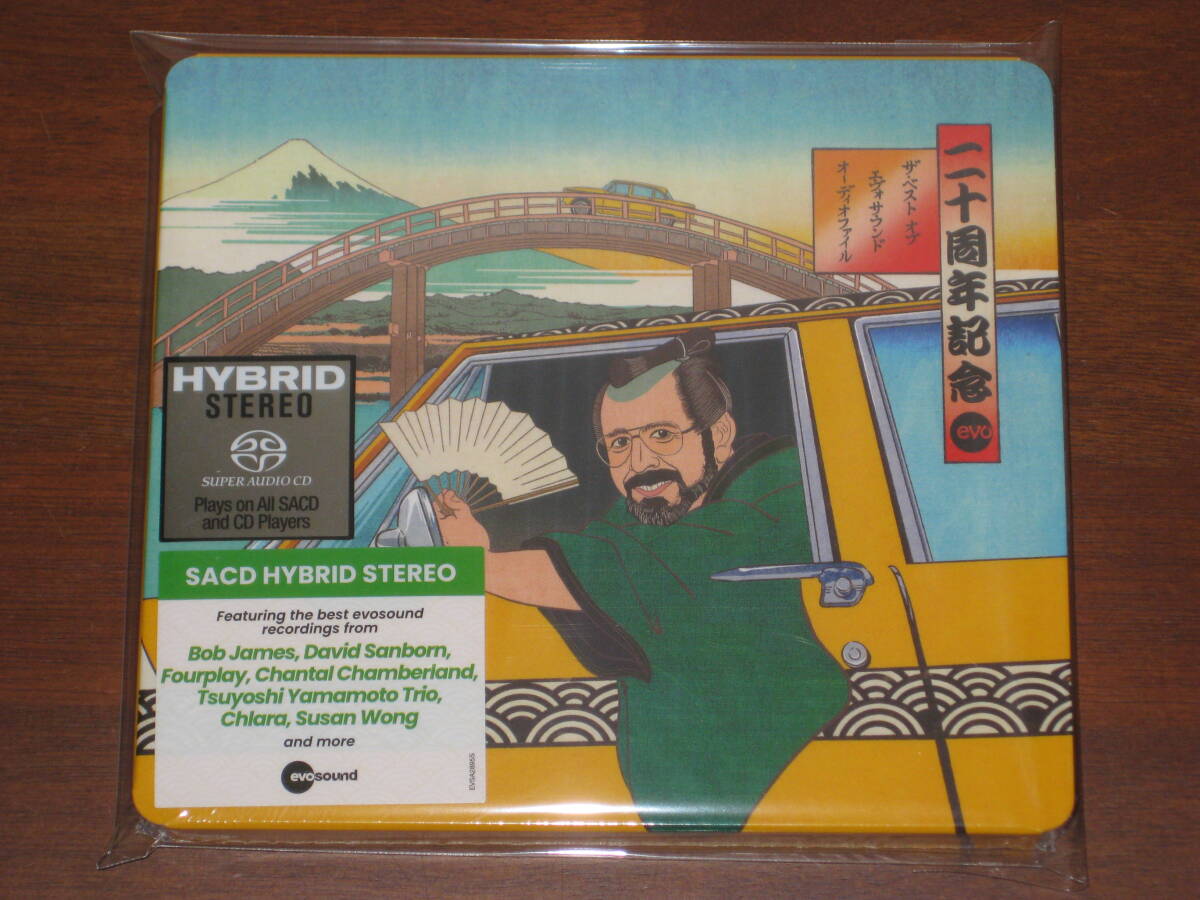 二十周年記念
evo
ザ・ベスト オブ
エヴォサウンド
オーディオファイル
HYBRID
STEREO
SUPER AUDIO CD
Plays on All SACD
and CD Players
SACD HYBRID STEREO
Featuring the best evosound
recordings from
Bob James, David Sanborn,
Fourplay, Chantal Chamberland,
Tsuyoshi Yamamoto Trio,
Chlara, Susan Wong
and more
evosound
EVSA2895S